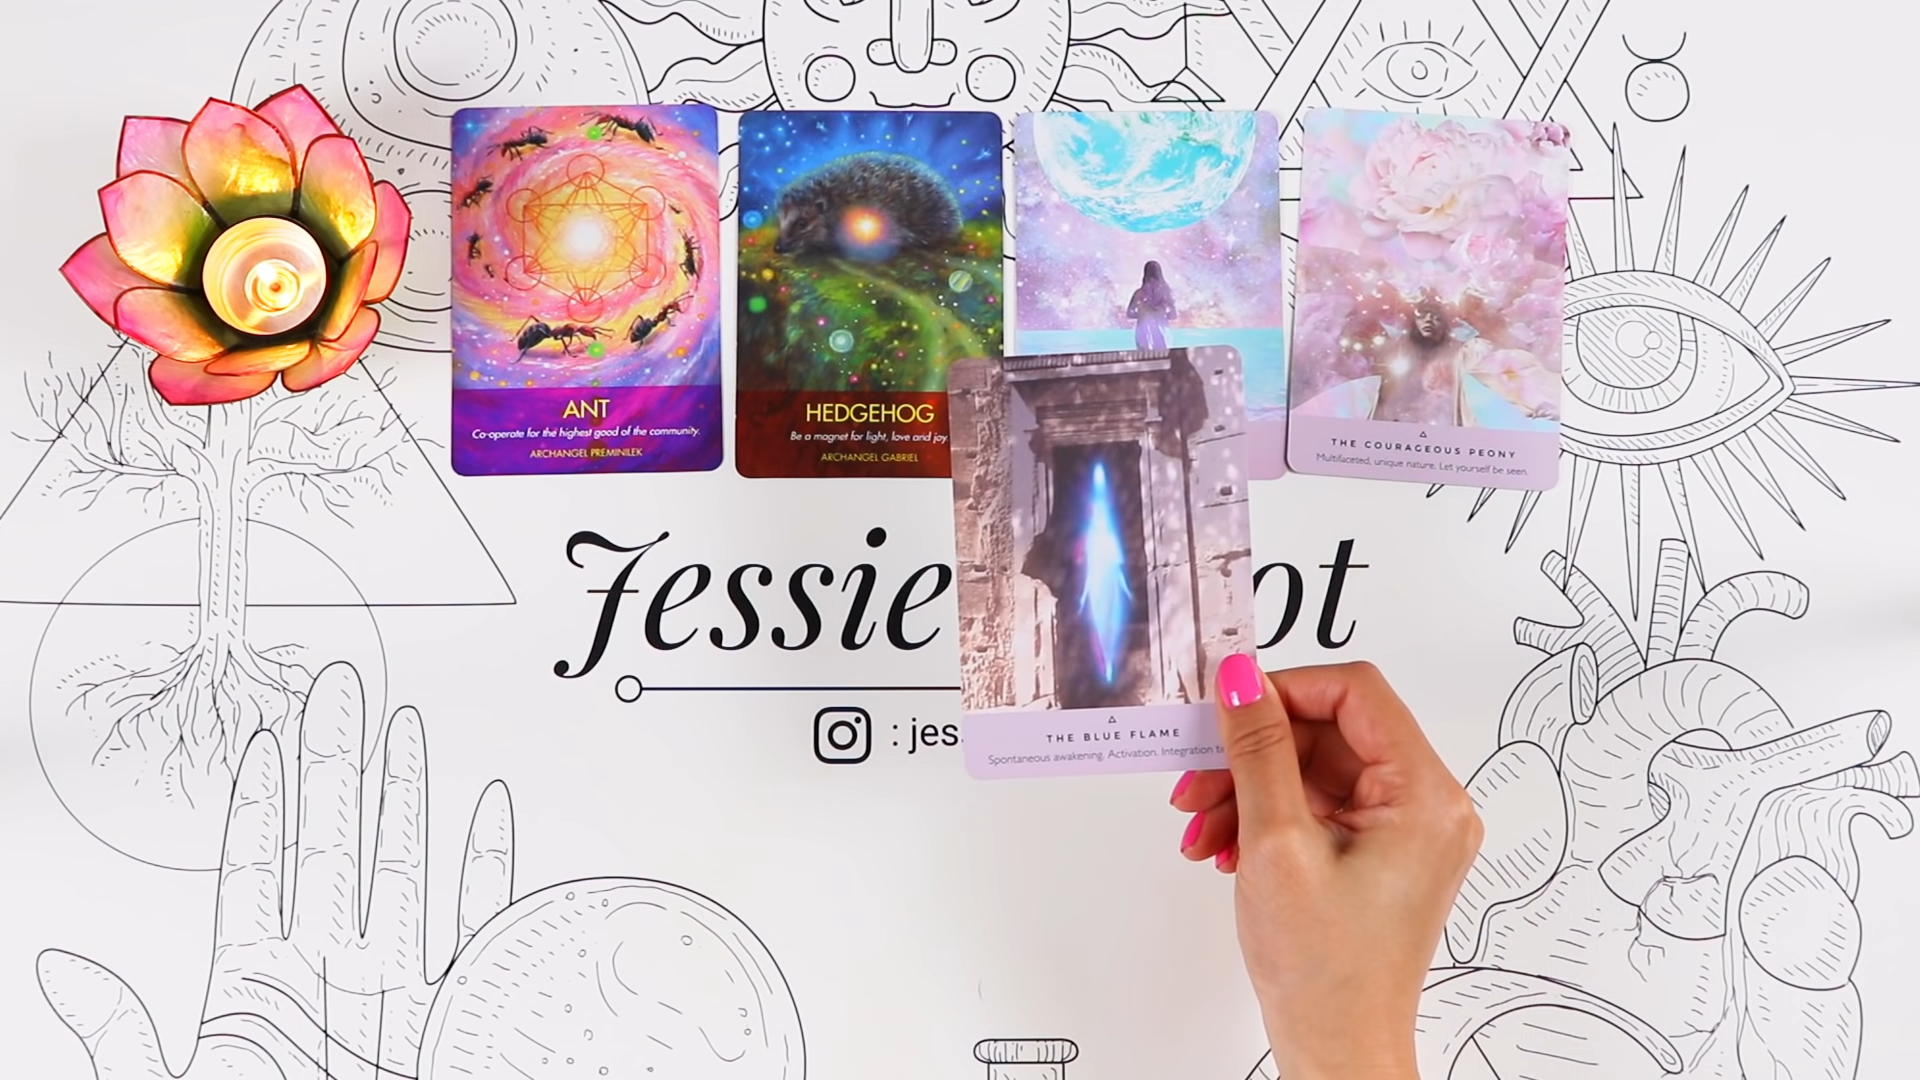 ANT
Co-operate for the highest good of the community.
ARCHANGEL PREMINILEK
HEDGEHOG
Be a magnet for light, love and joy
ARCHANGEL GABRIEL
THE COURAGEOUS PEONY
Multifaceted, unique nature. Let yourself be seen.
Jessie ot
: jes
THE BLUE FLAME
Spontaneous awakening. Activation. Integration